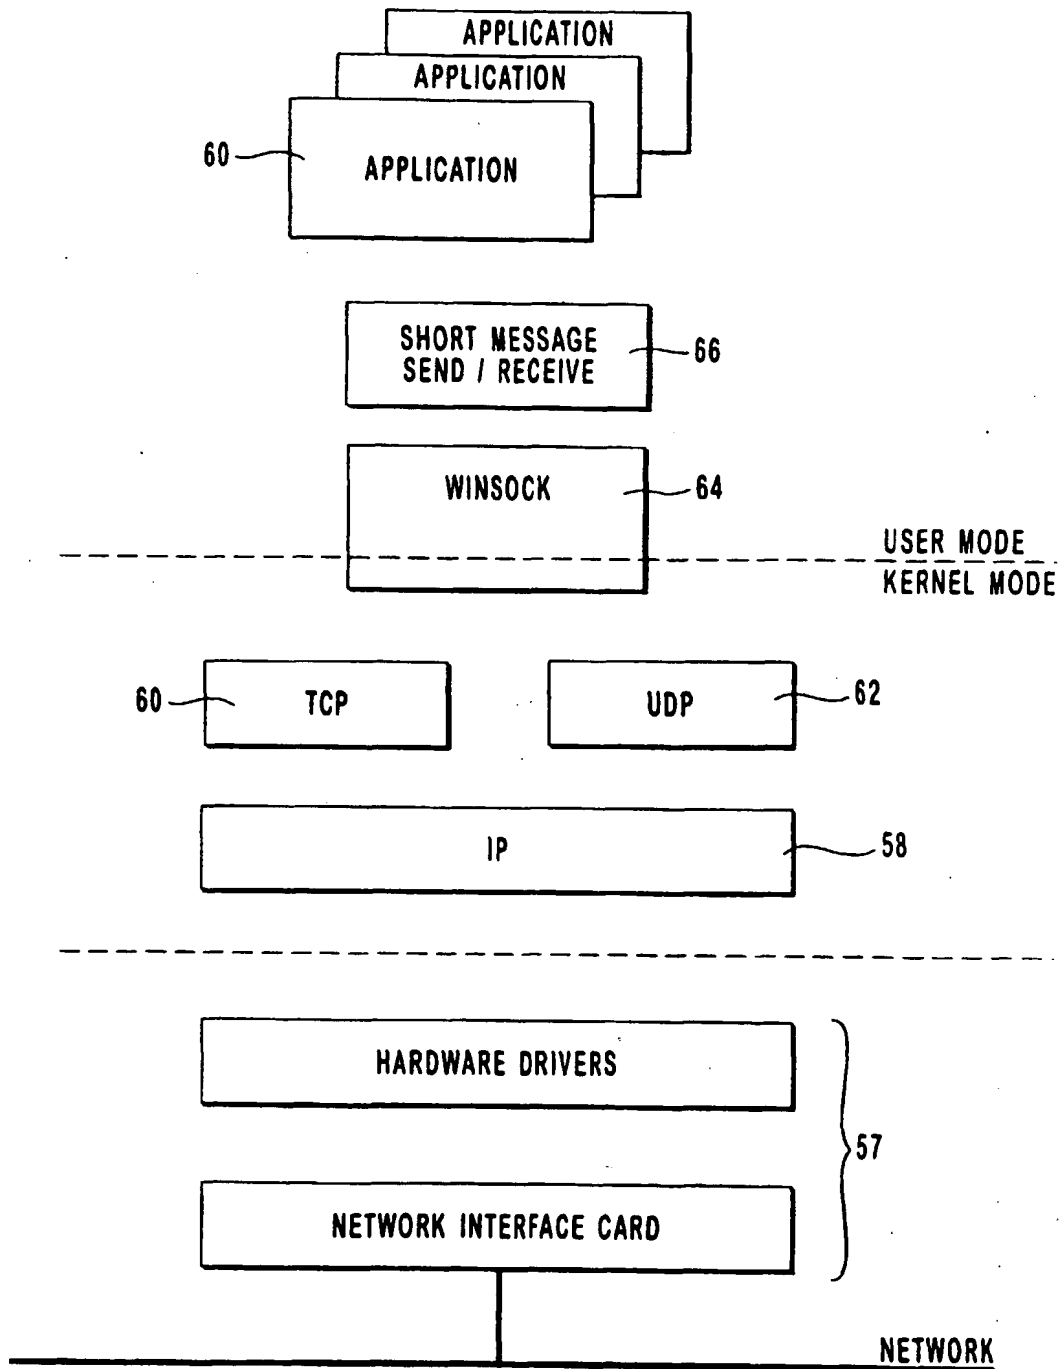 APPLICATION
APPLICATION
60
APPLICATION
SHORT MESSAGE
SEND / RECEIVE
66
WINSOCK
64
USER MODE
KERNEL MODE
60
TCP
UDP
62
IP
58
HARDWARE DRIVERS
57
NETWORK INTERFACE CARD
NETWORK